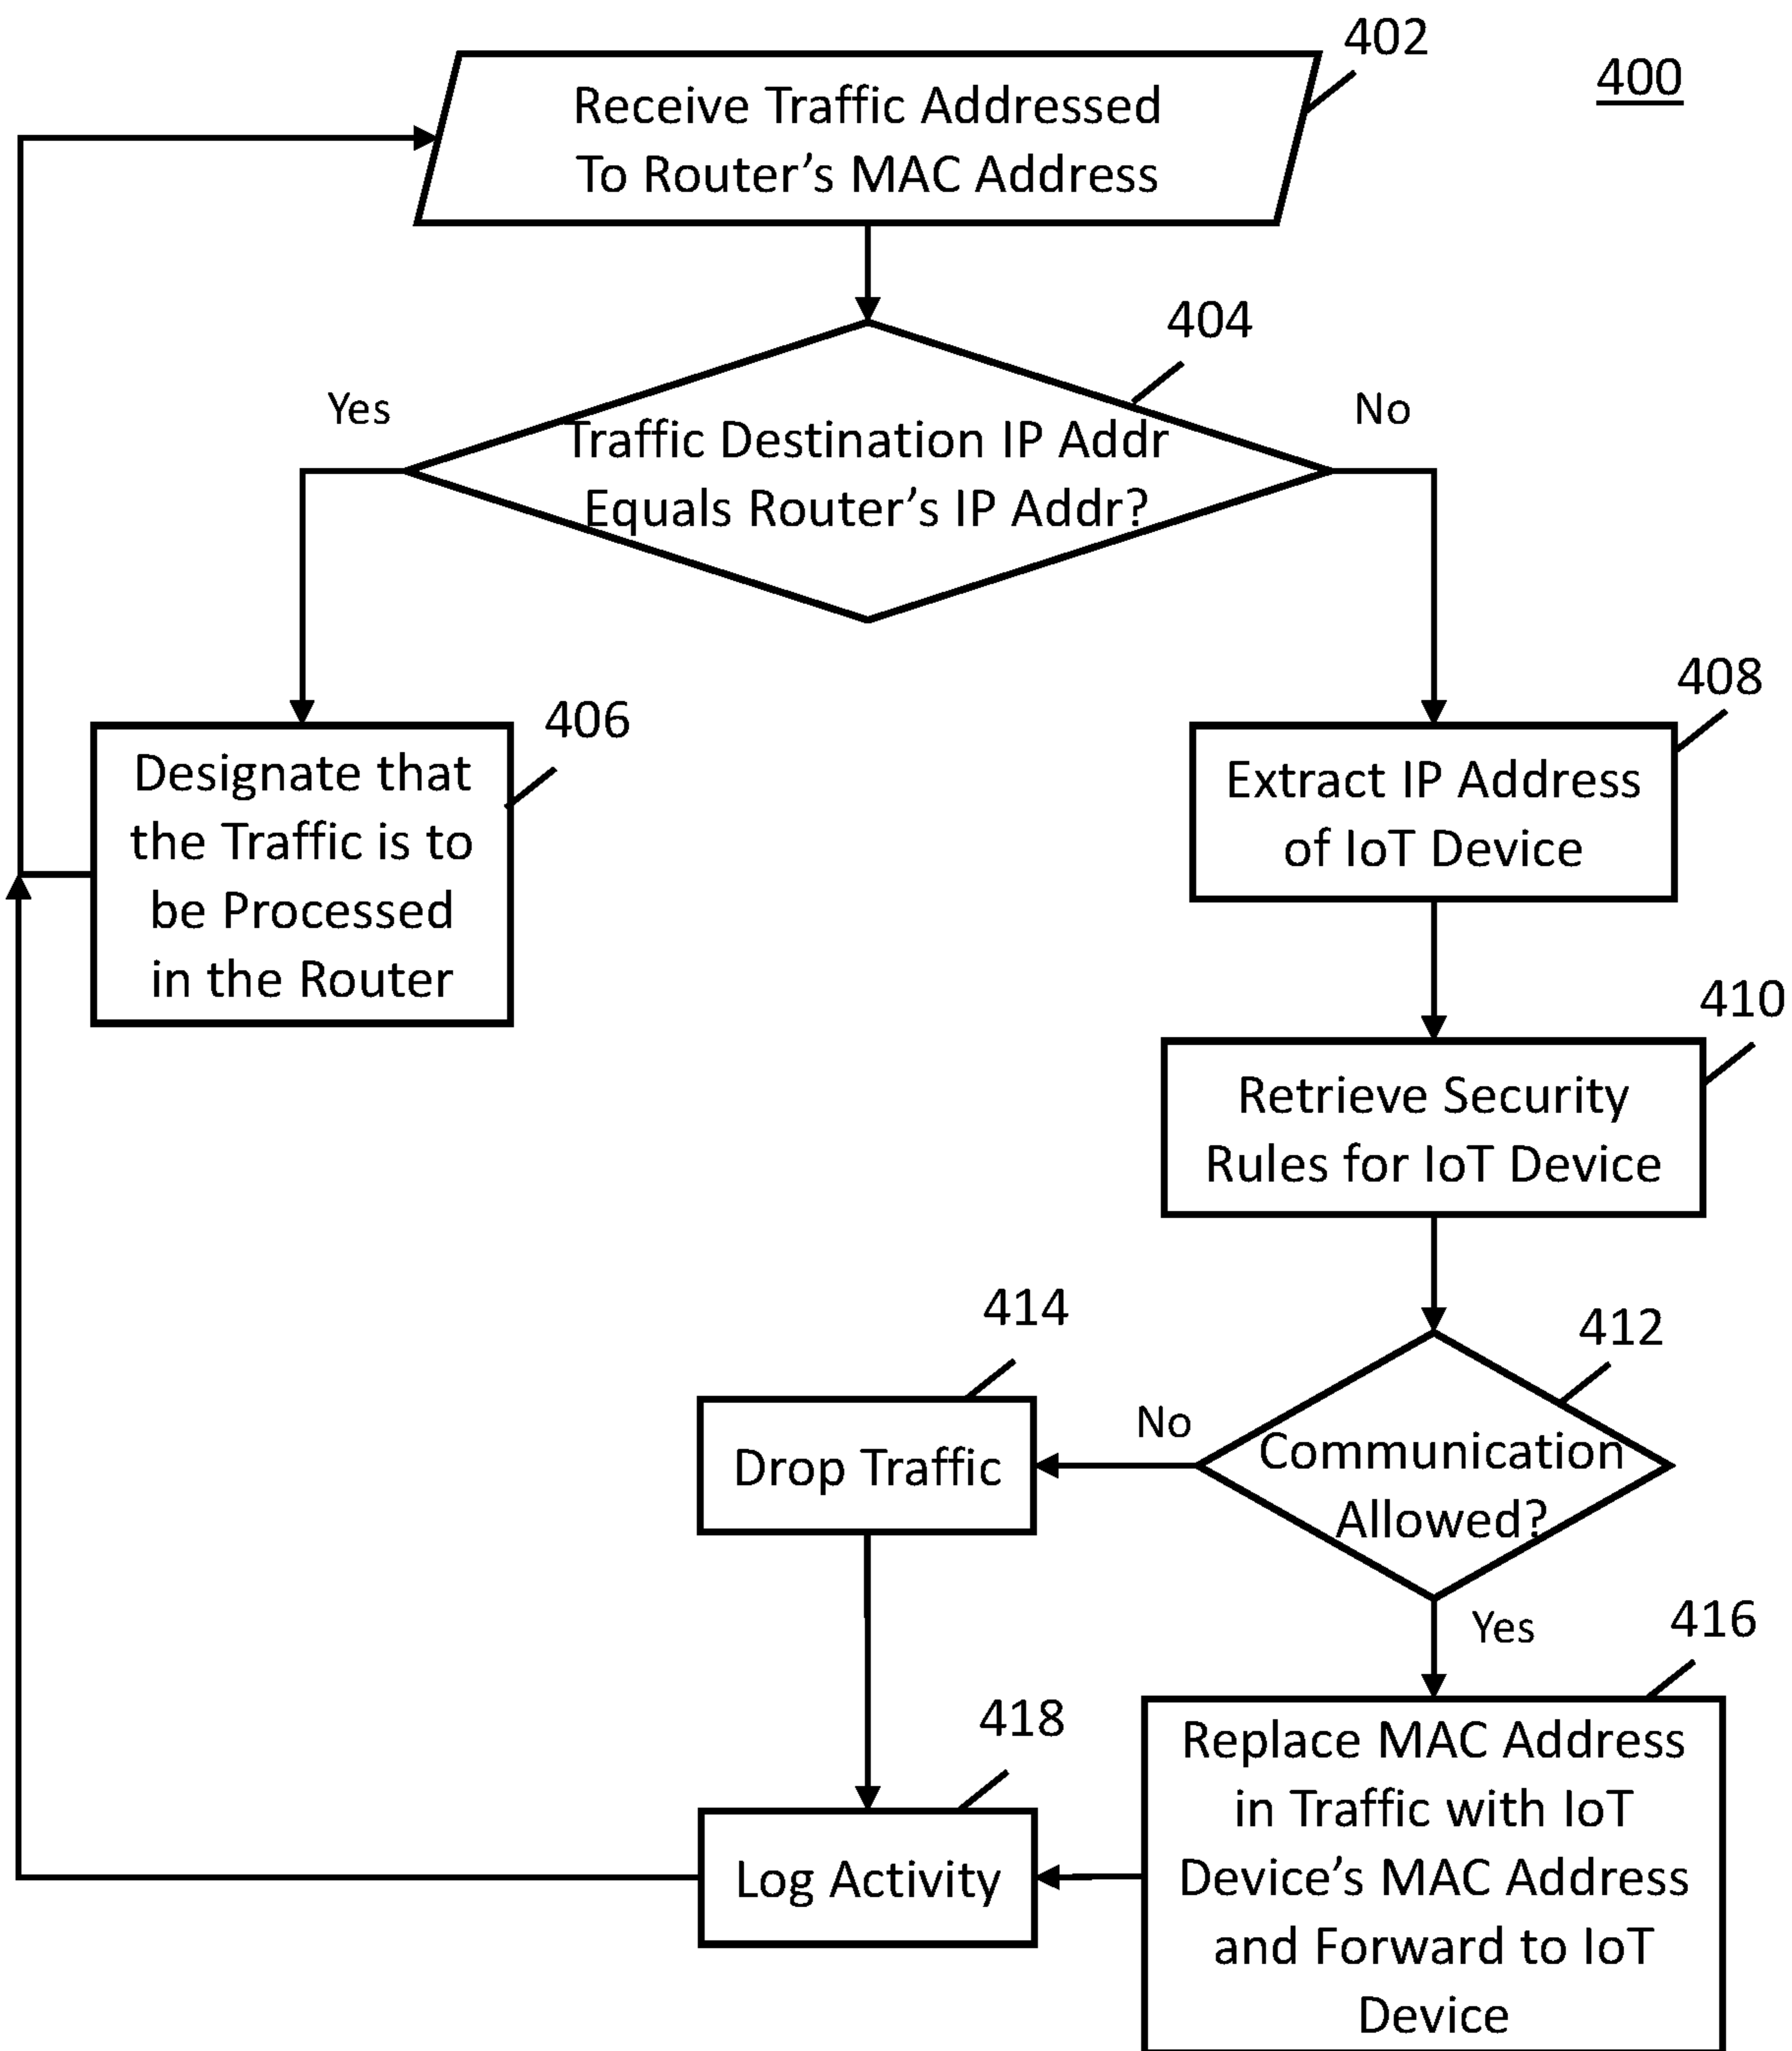 402
400
Receive Traffic Addressed
To Router's MAC Address
404
Yes
No
Traffic Destination IP Addr
Equals Router's IP Addr?
406
408
Designate that
the Traffic is to
be Processed
in the Router
Extract IP Address
of IoT Device
410
Retrieve Security
Rules for IoT Device
414
412
No
Drop Traffic
Communication
Allowed?
Yes
416
418
Log Activity
Replace MAC Address
in Traffic with IoT
Device's MAC Address
and Forward to IoT
Device